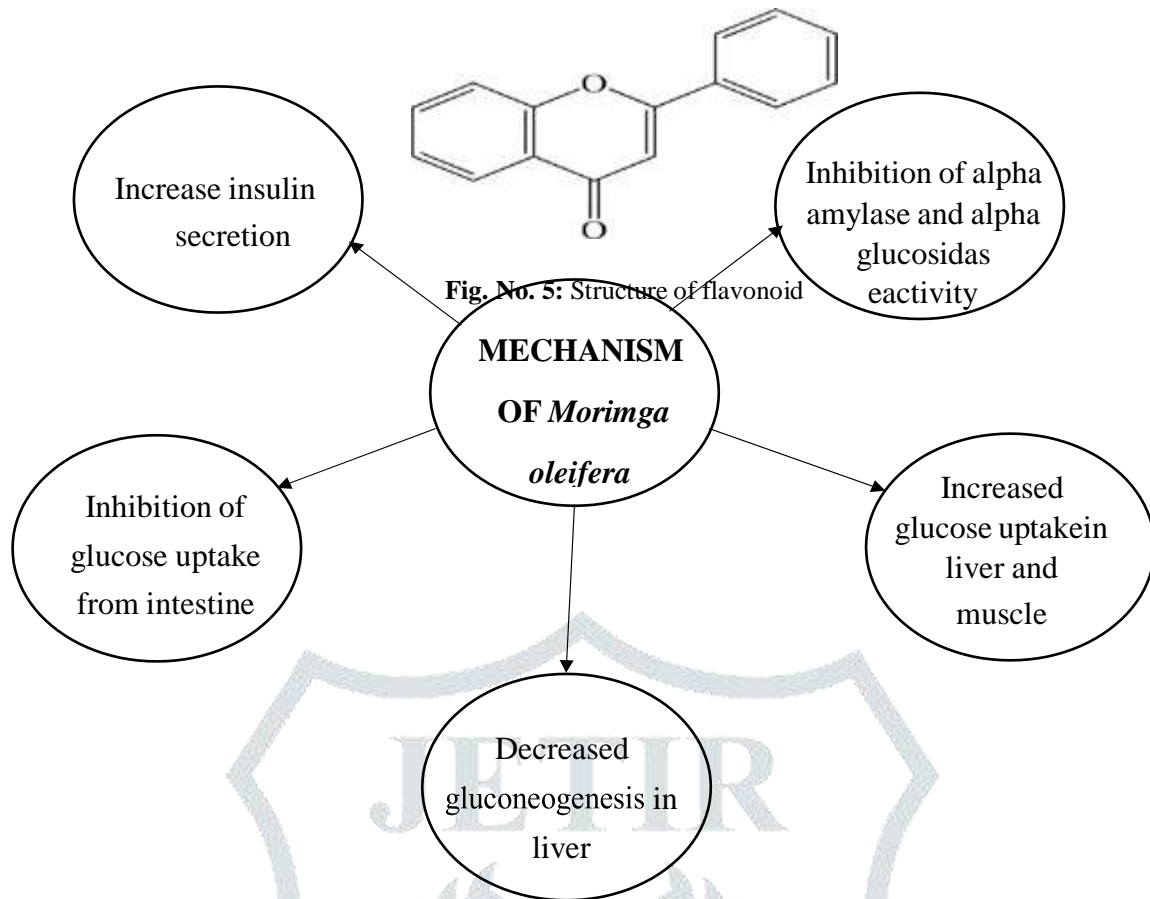 O
O
Increase insulin
secretion
Inhibition of alpha
amylase and alpha
glucosidas
eactivity
Fig. No. 5: Structure of flavonoid
MECHANISM
OF Morimga
oleifera
Inhibition of
glucose uptake
from intestine
Increased
glucose uptakein
liver and
muscle
Decreased
gluconeogenesis in
liver
JETIR